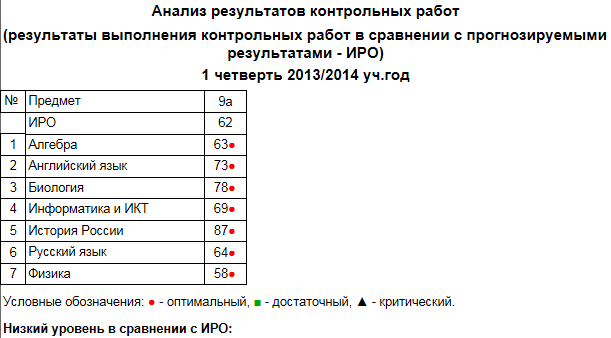 Анализ результатов контрольных работ
(результаты выполнения контрольных работ в сравнении с прогнозируемыми
результатами - ИРО)
1 четверть 2013/2014 уч.год
№ Предмет 9а
ИРО 62
1 Алгебра 63●
2 Английский язык 73●
3 Биология 78●
4 Информатика и ИКТ 69●
5 История России 87●
6 Русский язык 64●
7 Физика 58●
Условные обозначения: ● - оптимальный, ■ - достаточный, ▲ - критический.
Низкий уровень в сравнении с ИРО: